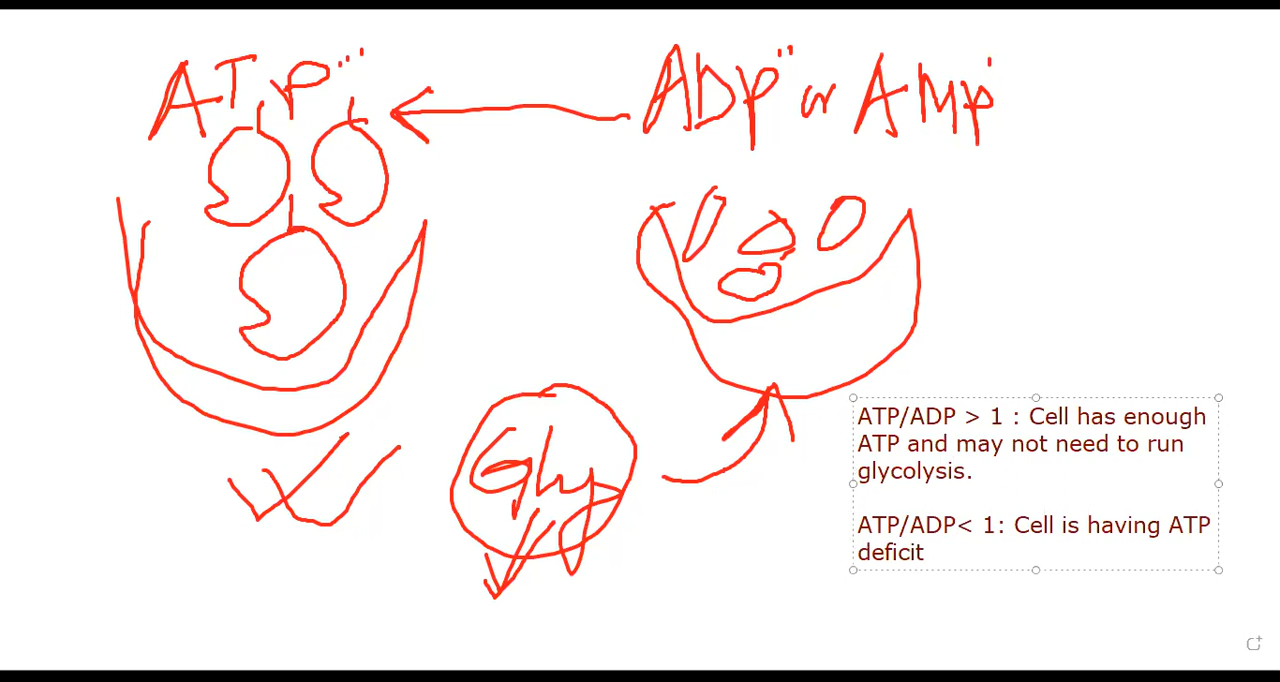 ATP'''
ADP'' or AMP'
Gly
ATP/ADP > 1 : Cell has enough
ATP and may not need to run
glycolysis.
ATP/ADP< 1: Cell is having ATP
deficit